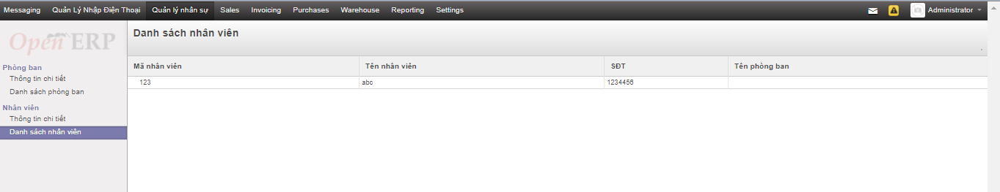 Messaging Quản Lý Nhập Điện Thoại Quản lý nhân sự Sales Invoicing Purchases Warehouse Reporting Settings Administrator
Open ERP
Danh sách nhân viên
Phòng ban
Thông tin chi tiết
Danh sách phòng ban
Nhân viên
Thông tin chi tiết
Danh sách nhân viên
Mã nhân viên Tên nhân viên SĐT Tên phòng ban
123 abc 1234456